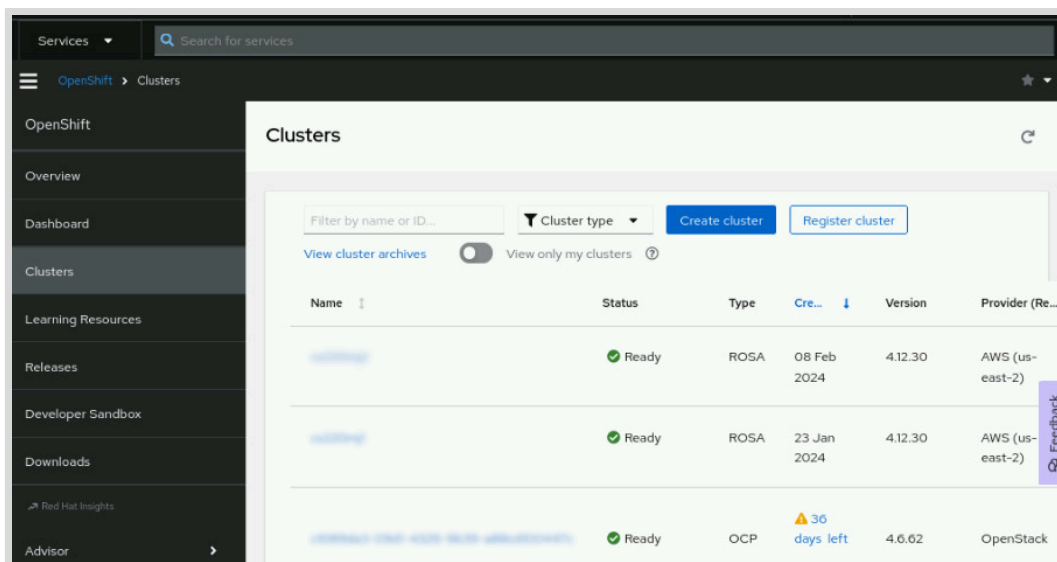 Services
Search for services
OpenShift > Clusters
OpenShift
Overview
Dashboard
Clusters
Learning Resources
Releases
Developer Sandbox
Downloads
Red Hat Insights
Advisor
Clusters
Filter by name or ID... Cluster type Create cluster Register cluster
View cluster archives View only my clusters
Name Status Type Cre... Version Provider (Re...
Ready ROSA 08 Feb 2024 4.12.30 AWS (us-east-2)
Ready ROSA 23 Jan 2024 4.12.30 AWS (us-east-2)
Ready OCP 36 days left 4.6.62 OpenStack
Feedback